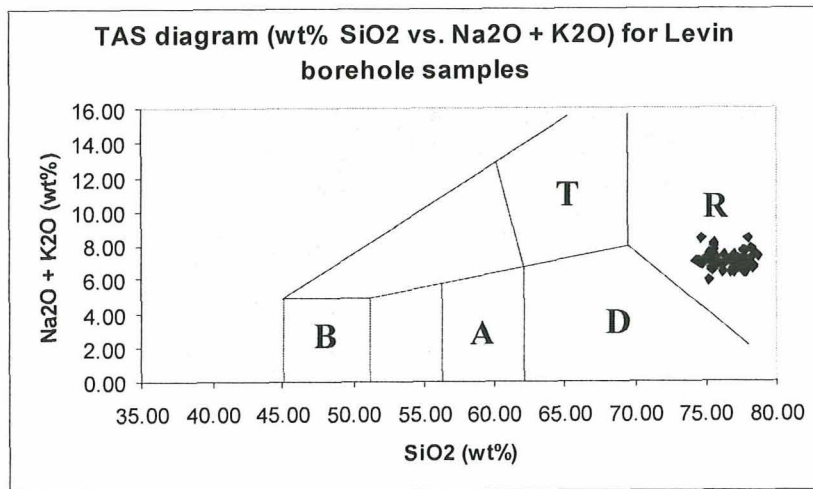 TAS diagram (wt% SiO2 vs. Na2O + K2O) for Levin
borehole samples
Na2O + K2O (wt%)
16.00
14.00
12.00
10.00
8.00
6.00
4.00
2.00
0.00
T
R
B
A
D
35.00 40.00 45.00 50.00 55.00 60.00 65.00 70.00 75.00 80.00
SiO2 (wt%)